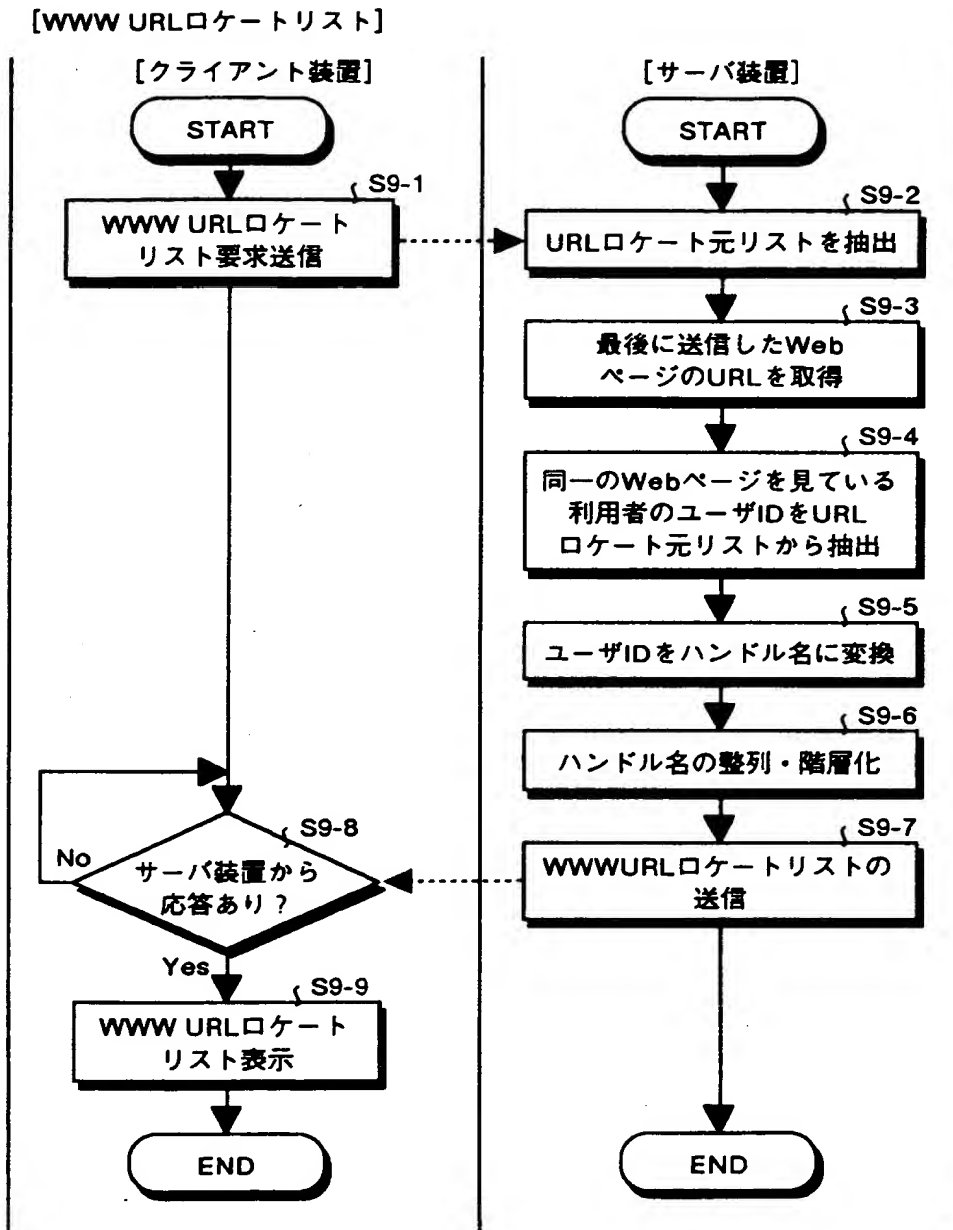 [WWW URLロケートリスト]
[クライアント装置]
START
S9-1
WWW URLロケート
リスト要求送信
S9-8
No
サーバ装置から
応答あり？
Yes
S9-9
WWW URLロケート
リスト表示
END
[サーバ装置]
START
S9-2
URLロケート元リストを抽出
S9-3
最後に送信したWeb
ページのURLを取得
S9-4
同一のWebページを見ている
利用者のユーザIDをURL
ロケート元リストから抽出
S9-5
ユーザIDをハンドル名に変換
S9-6
ハンドル名の整列・階層化
S9-7
WWWURLロケートリストの
送信
END